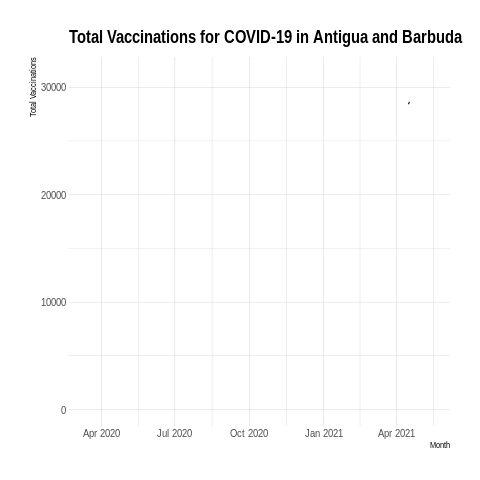 Total Vaccinations for COVID-19 in Antigua and Barbuda
Total Vaccinations
30000
20000
10000
0
Apr 2020
Jul 2020
Oct 2020
Jan 2021
Apr 2021
Month